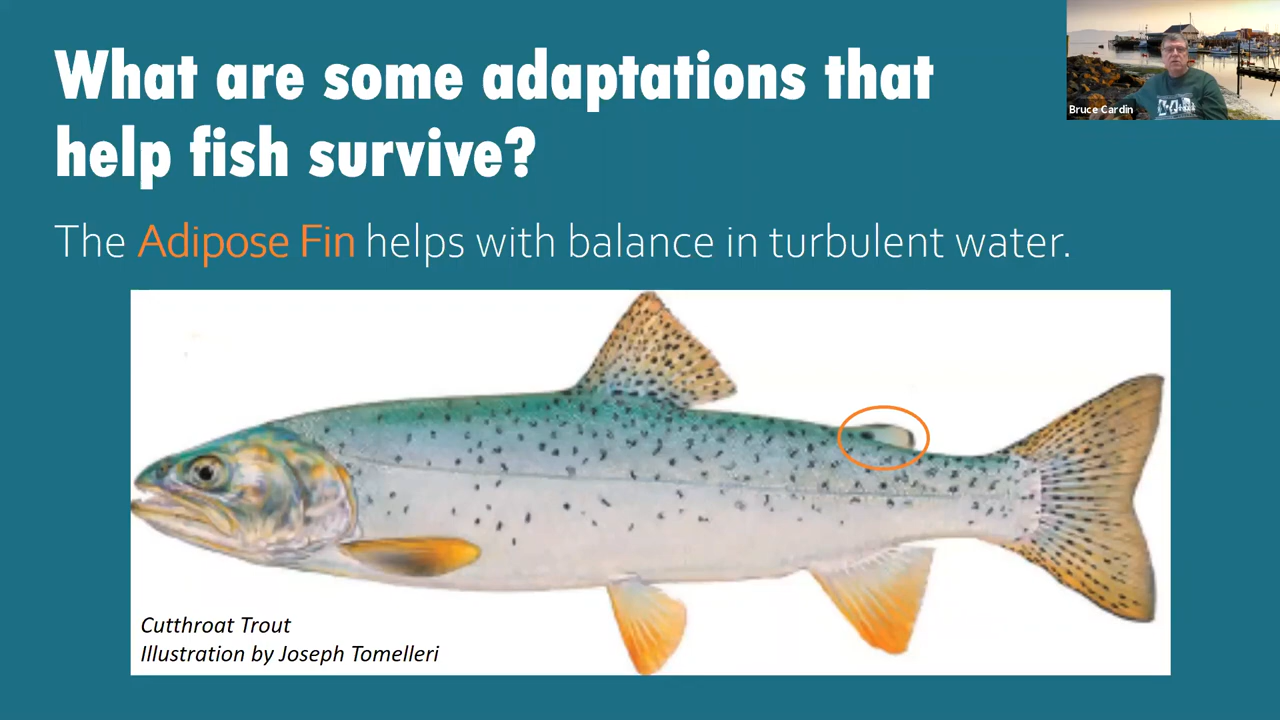 What are some adaptations that
help fish survive?
The Adipose Fin helps with balance in turbulent water.
Bruce Cardin
Cutthroat Trout
Illustration by Joseph Tomelleri